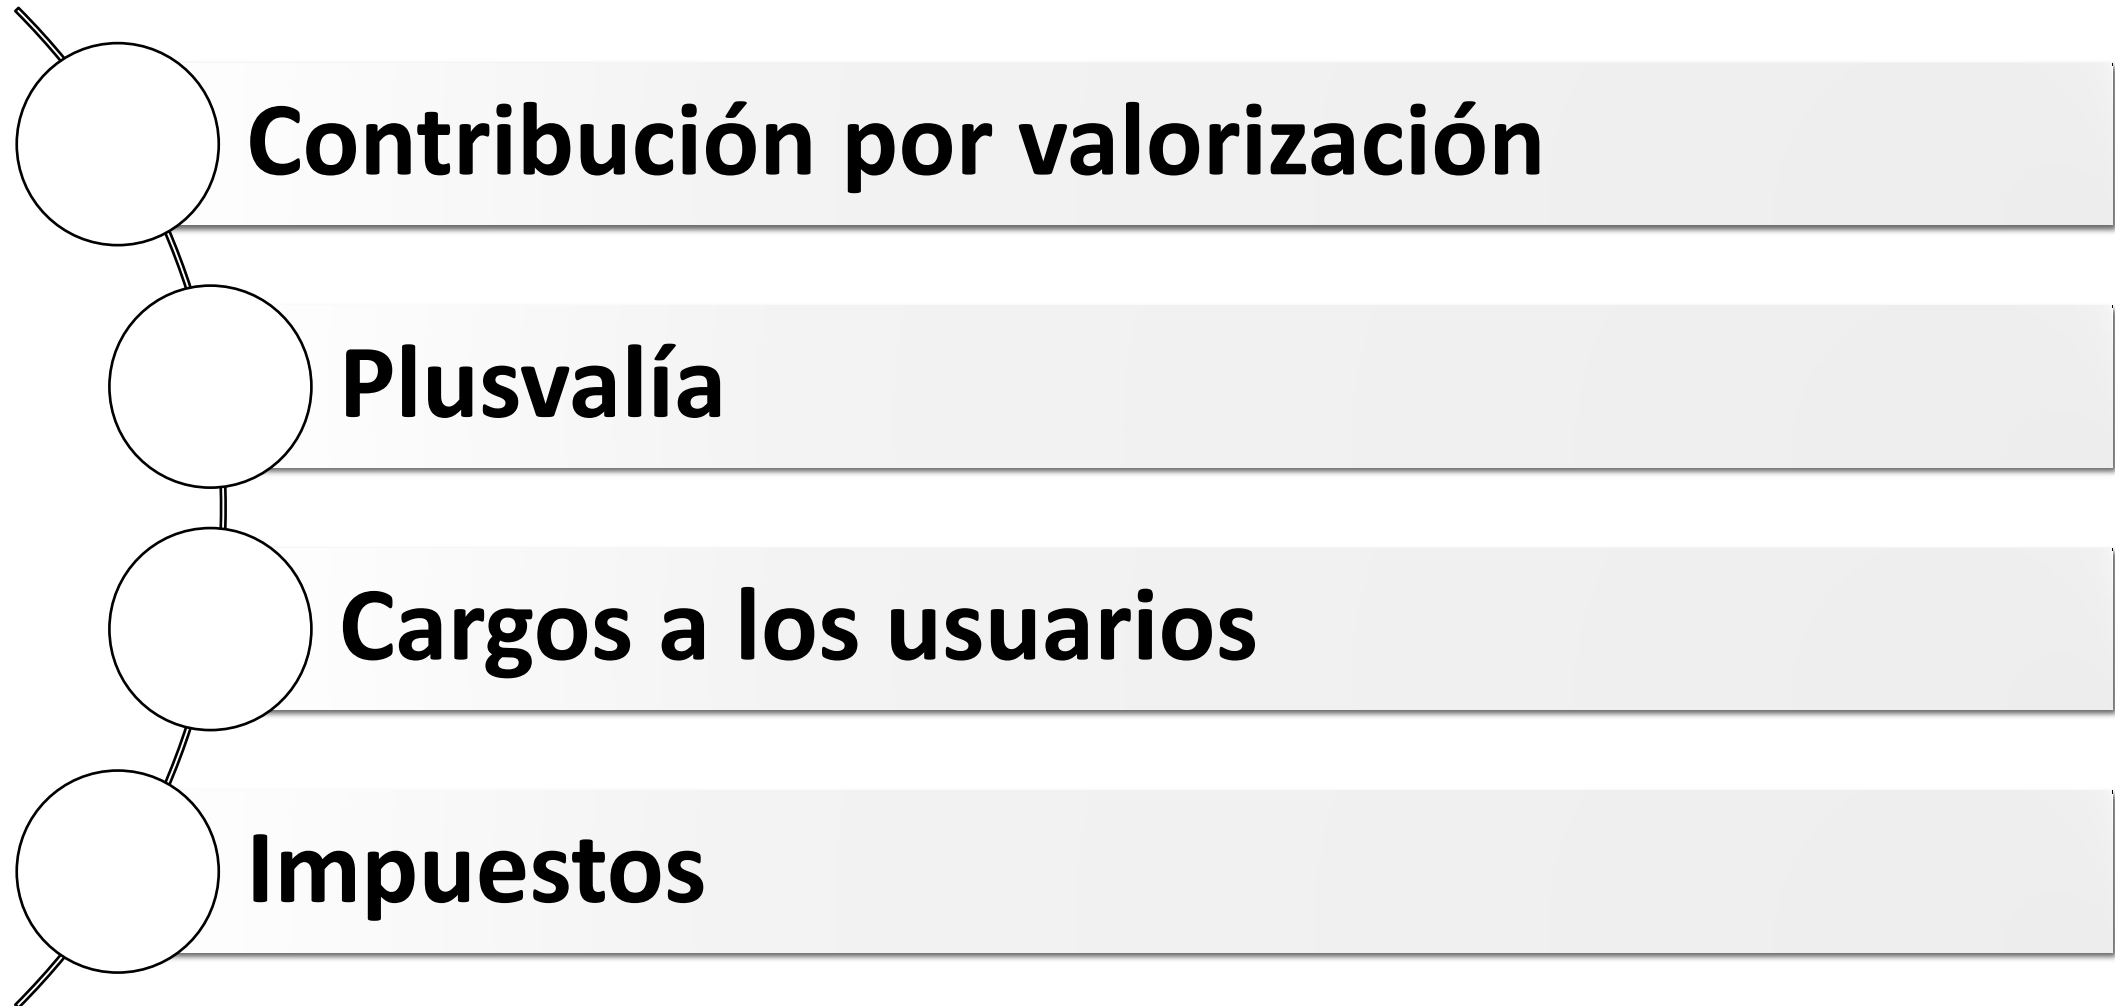 Contribución por valorización
Plusvalía
Cargos a los usuarios
Impuestos